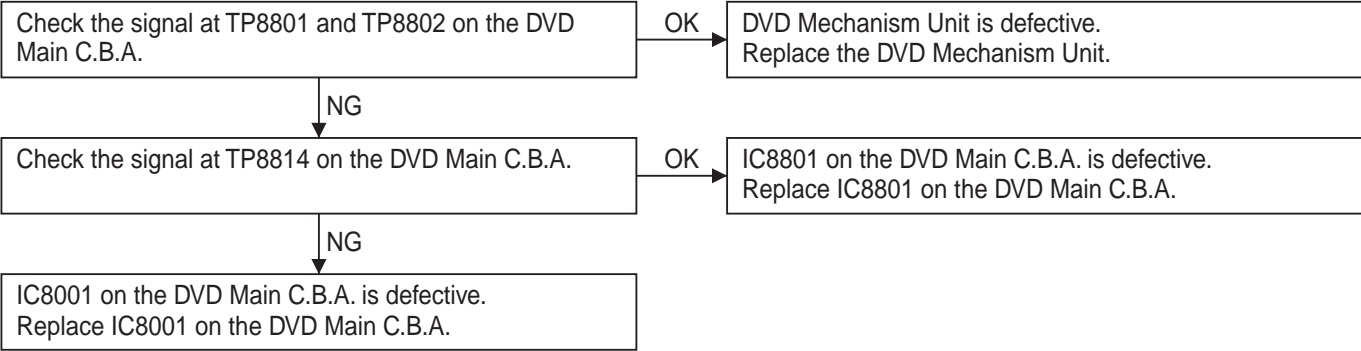 Check the signal at TP8801 and TP8802 on the DVD
Main C.B.A.
OK
DVD Mechanism Unit is defective.
Replace the DVD Mechanism Unit.
NG
Check the signal at TP8814 on the DVD Main C.B.A.
OK
IC8801 on the DVD Main C.B.A. is defective.
Replace IC8801 on the DVD Main C.B.A.
NG
IC8001 on the DVD Main C.B.A. is defective.
Replace IC8001 on the DVD Main C.B.A.